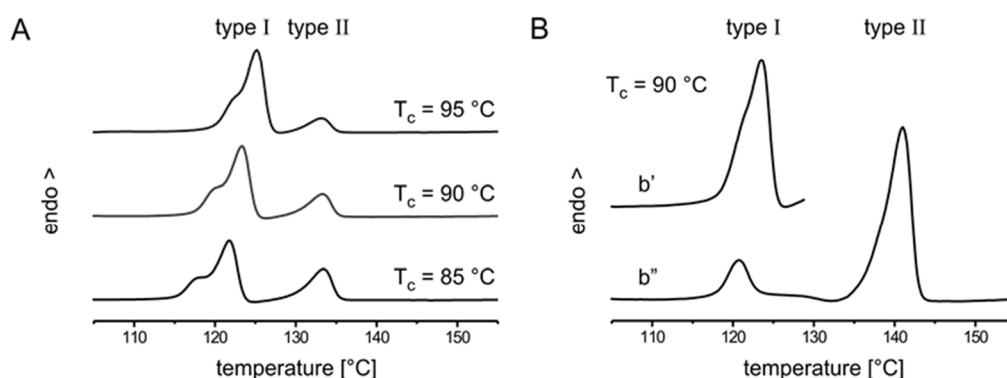 A
type I type II
T_c = 95 °C
T_c = 90 °C
T_c = 85 °C
endo >
110 120 130 140 150
temperature [°C]
B
type I type II
T_c = 90 °C
b'
b"
endo >
110 120 130 140 150
temperature [°C]